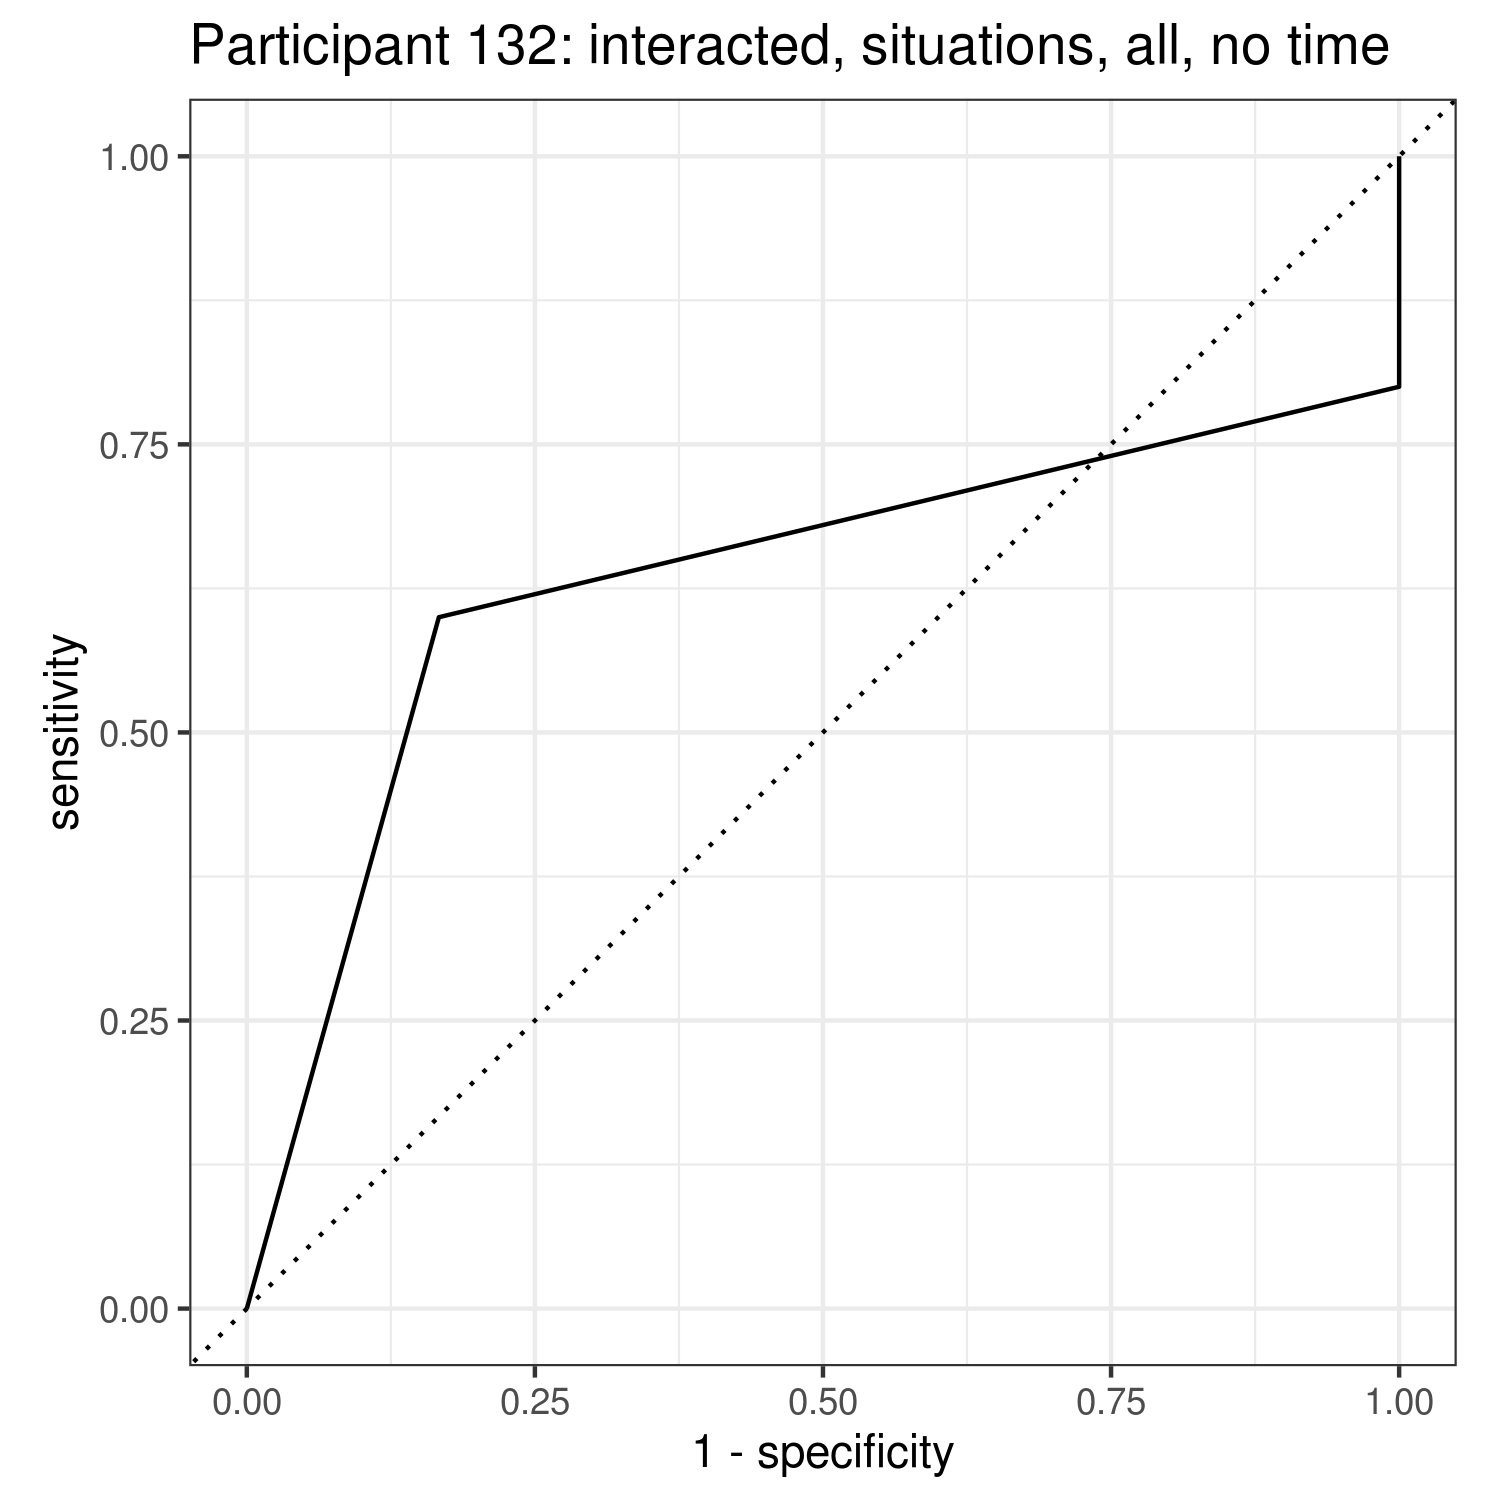 Participant 132: interacted, situations, all, no time
1.00
0.75
0.50
0.25
0.00
sensitivity
0.00 0.25 0.50 0.75 1.00
1 - specificity